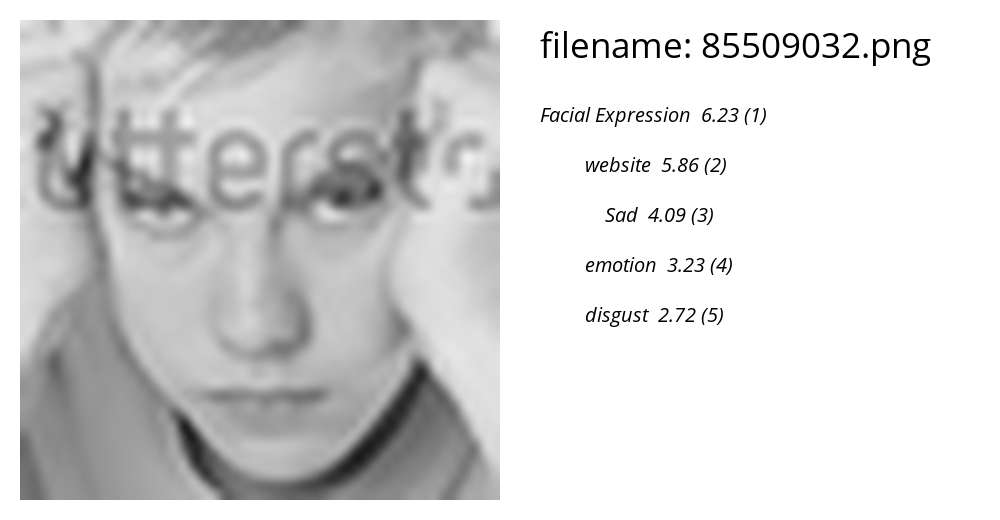 utterst
filename: 85509032.png
Facial Expression 6.23 (1)
website 5.86 (2)
Sad 4.09 (3)
emotion 3.23 (4)
disgust 2.72 (5)